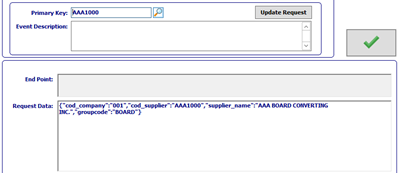 Primary Key: AAA1000 Update Request
Event Description:
End Point:
Request Data: {"cod_company":"001","cod_supplier":"AAA1000","supplier_name":"AAA BOARD CONVERTING
INC.","groupcode":"BOARD"}